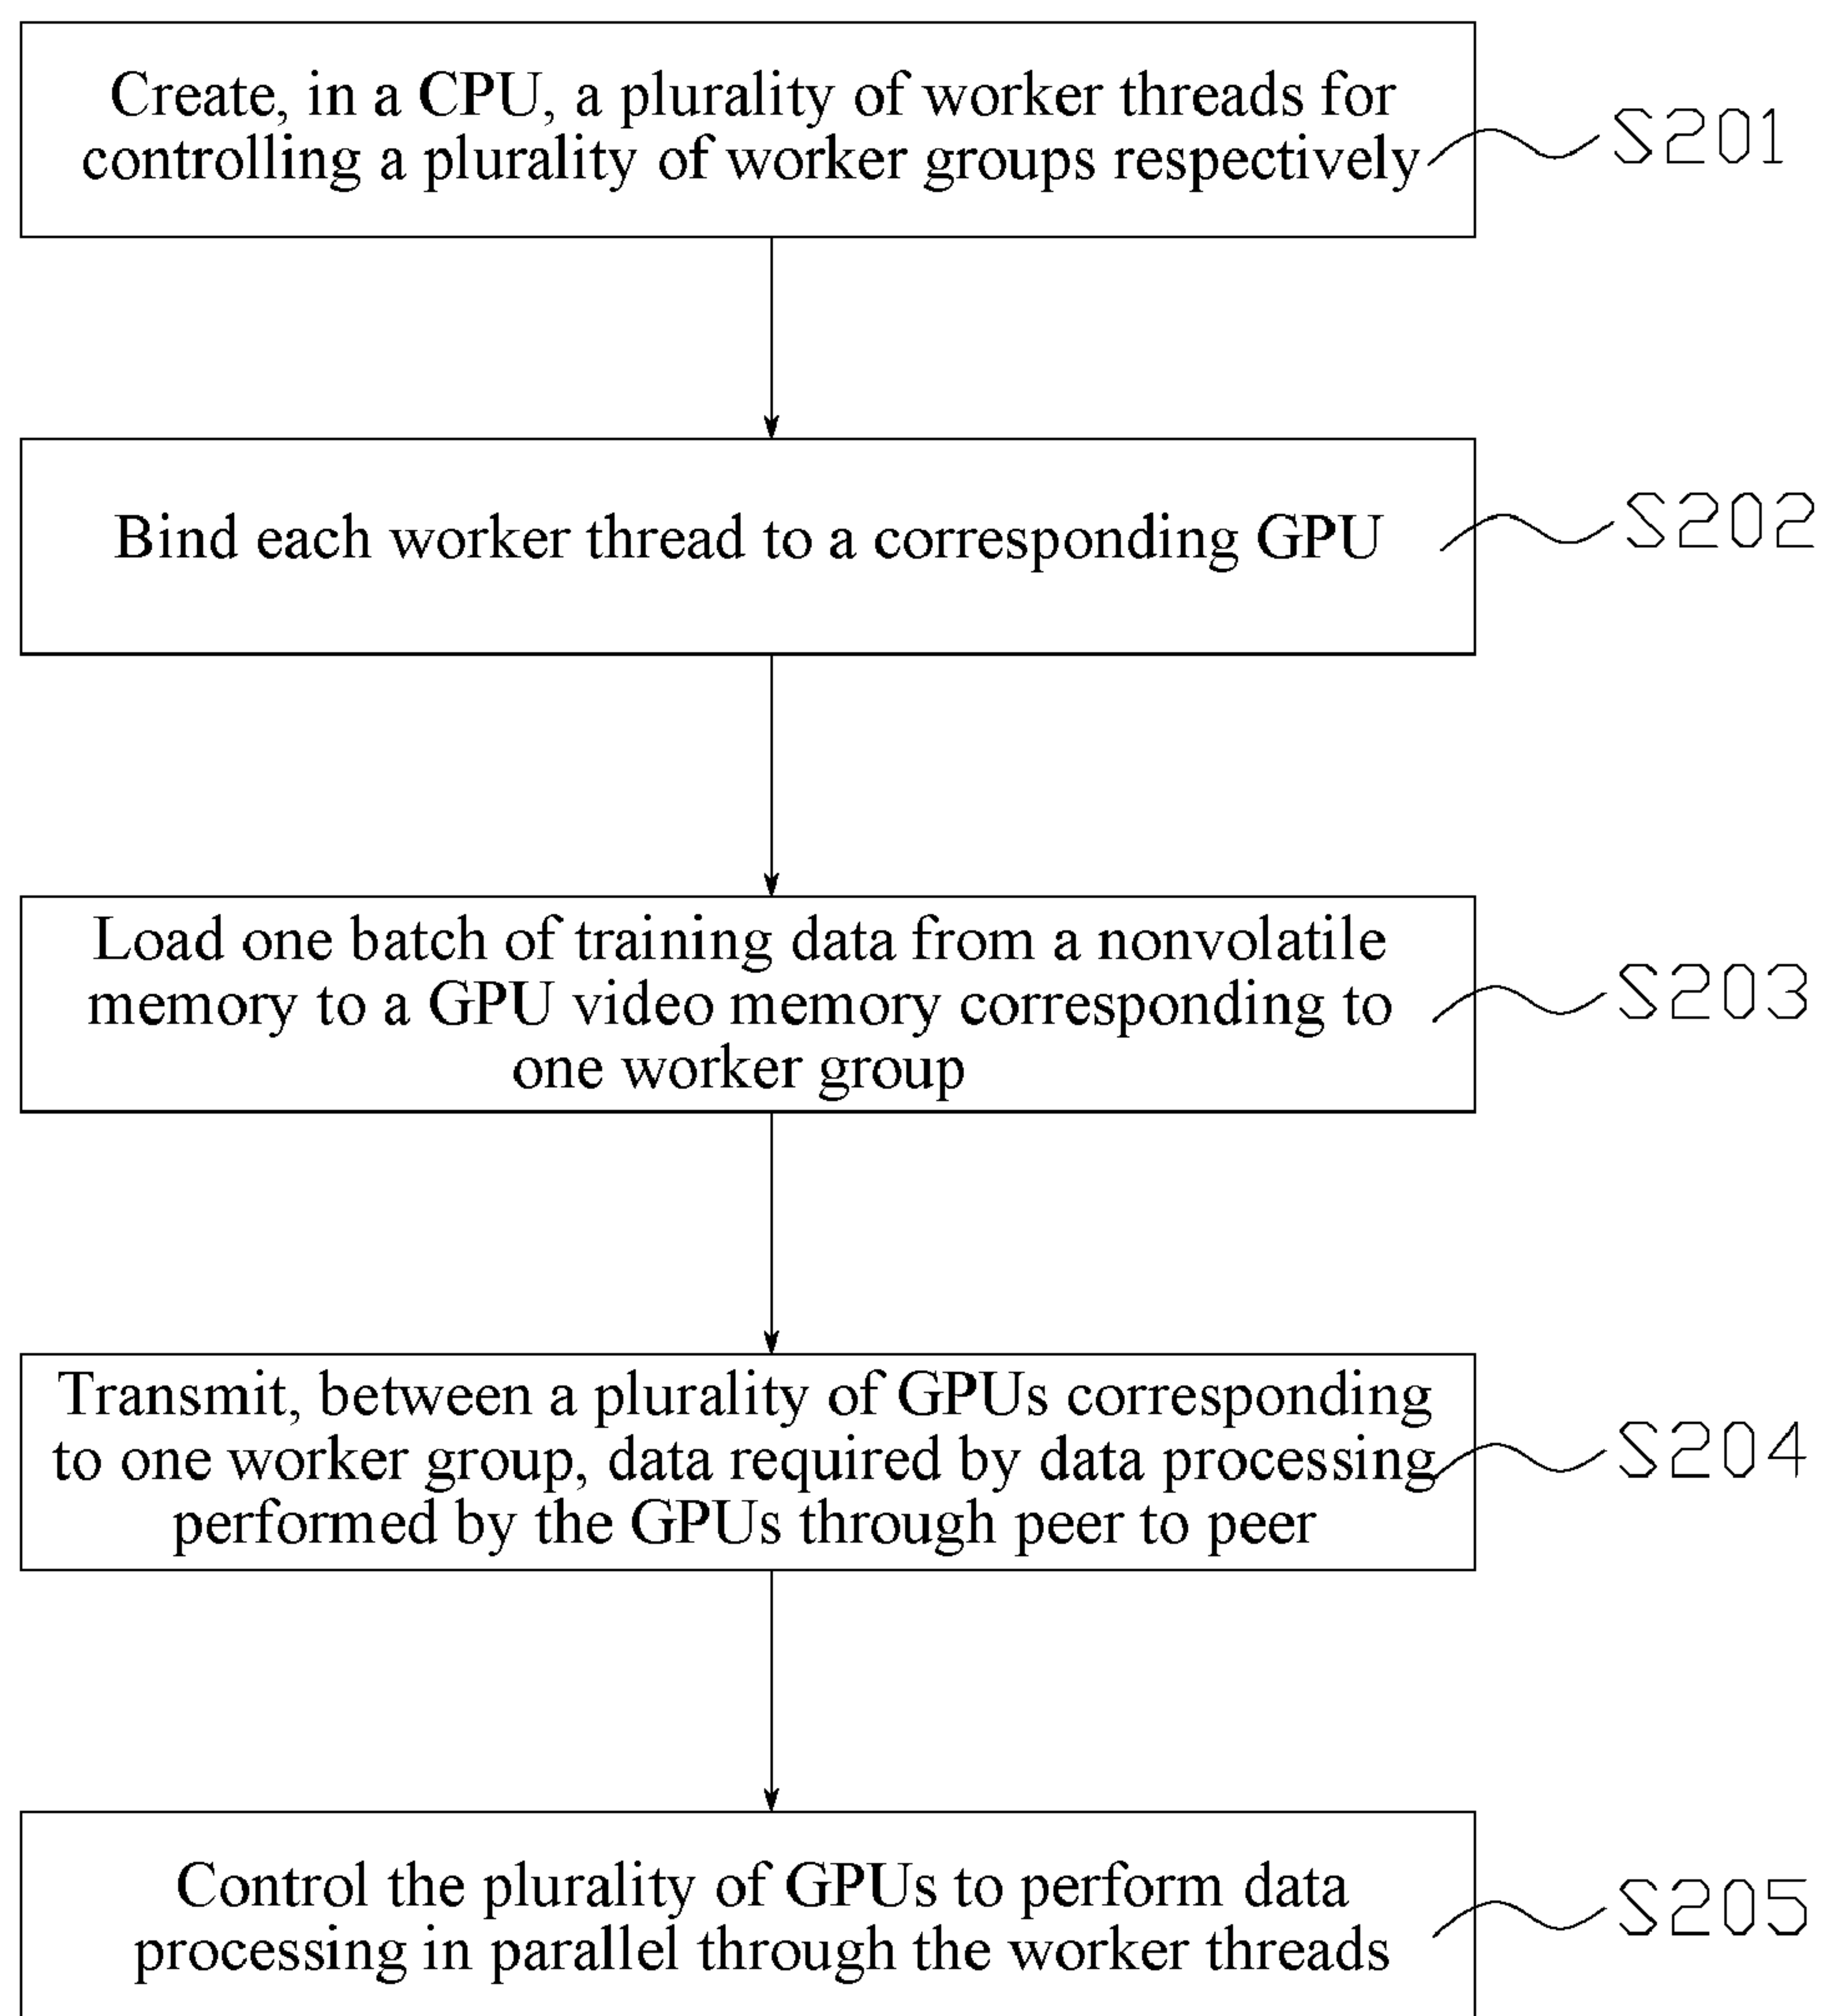 Create, in a CPU, a plurality of worker threads for
controlling a plurality of worker groups respectively
S201
Bind each worker thread to a corresponding GPU
S202
Load one batch of training data from a nonvolatile
memory to a GPU video memory corresponding to
one worker group
S203
Transmit, between a plurality of GPUs corresponding
to one worker group, data required by data processing
performed by the GPUs through peer to peer
S204
Control the plurality of GPUs to perform data
processing in parallel through the worker threads
S205